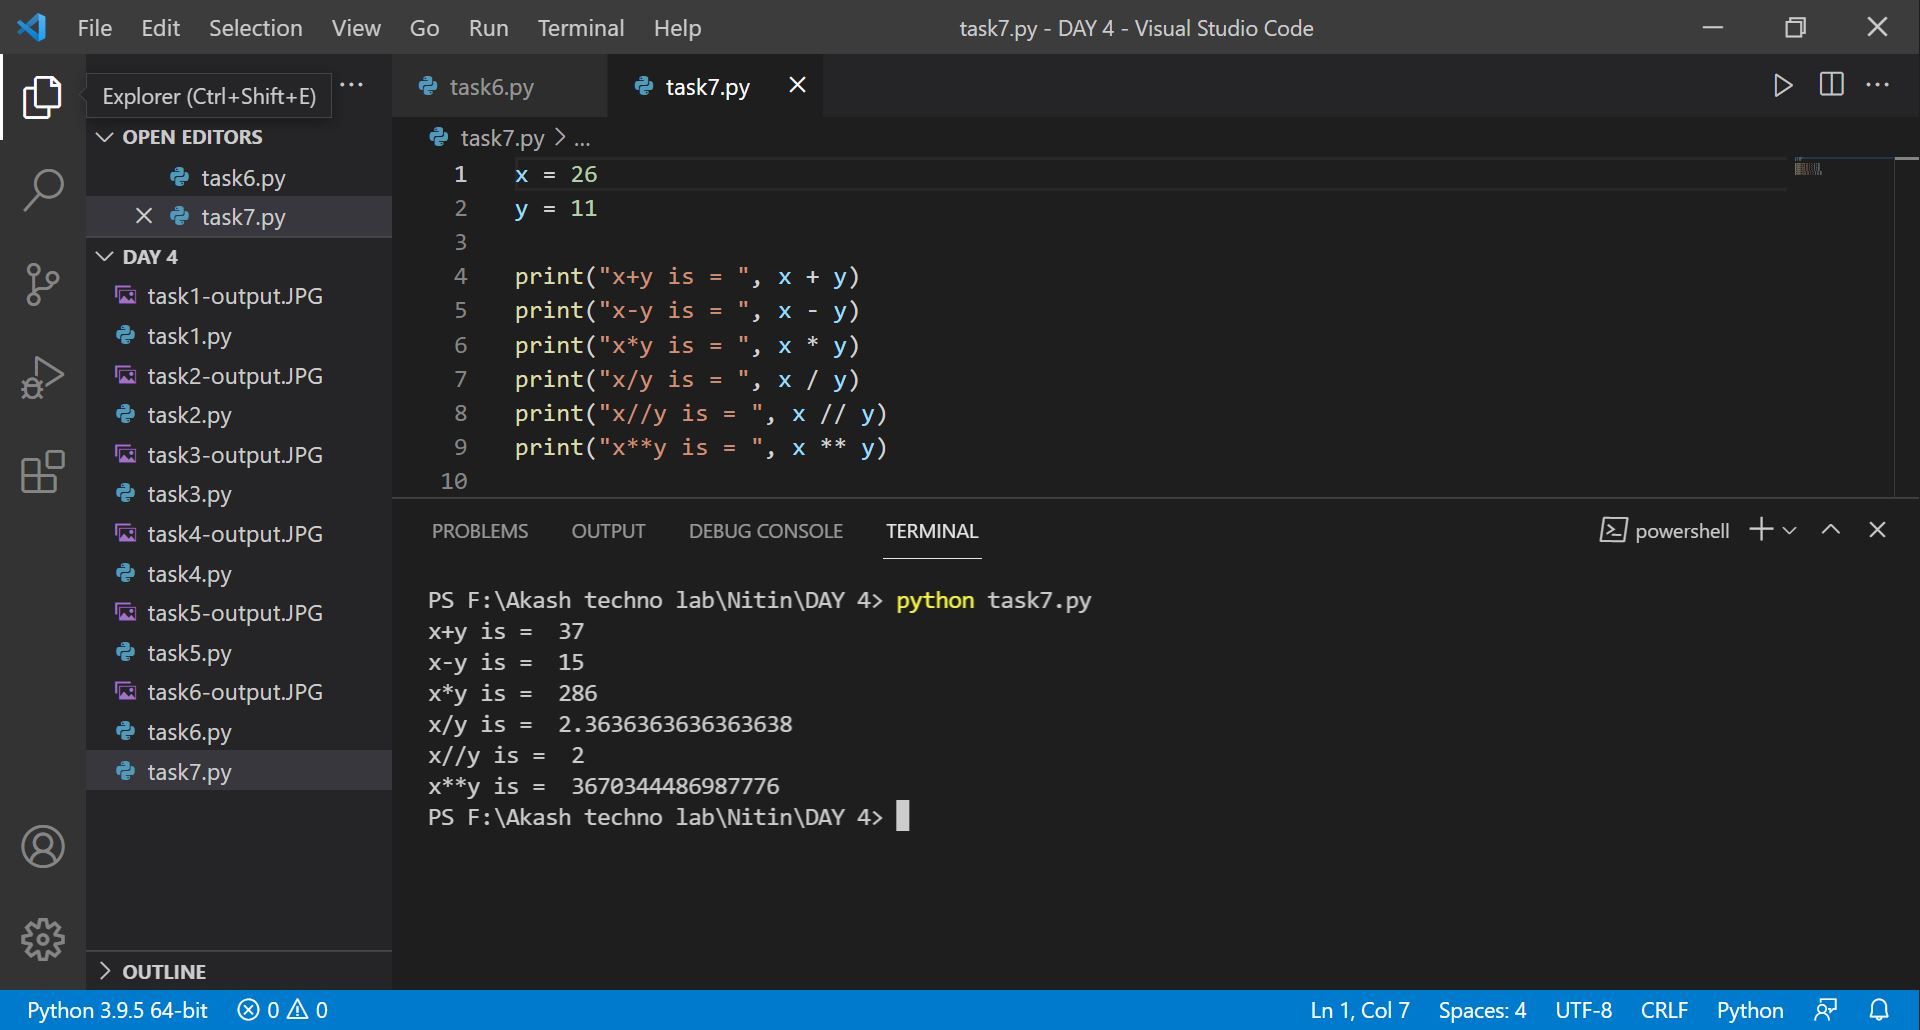 File Edit Selection View Go Run Terminal Help
task7.py - DAY 4 - Visual Studio Code
Explorer (Ctrl+Shift+E)
OPEN EDITORS
task6.py
task7.py
DAY 4
task1-output.JPG
task1.py
task2-output.JPG
task2.py
task3-output.JPG
task3.py
task4-output.JPG
task4.py
task5-output.JPG
task5.py
task6-output.JPG
task6.py
task7.py
OUTLINE
task6.py task7.py
task7.py > ...
1 x = 26
2 y = 11
3
4 print("x+y is = ", x + y)
5 print("x-y is = ", x - y)
6 print("x*y is = ", x * y)
7 print("x/y is = ", x / y)
8 print("x//y is = ", x // y)
9 print("x**y is = ", x ** y)
10
PROBLEMS OUTPUT DEBUG CONSOLE TERMINAL powershell
PS F:\Akash techno lab\Nitin\DAY 4> python task7.py
x+y is =  37
x-y is =  15
x*y is =  286
x/y is =  2.3636363636363638
x//y is =  2
x**y is =  3670344486987776
PS F:\Akash techno lab\Nitin\DAY 4>
Python 3.9.5 64-bit 0 0 Ln 1, Col 7 Spaces: 4 UTF-8 CRLF Python